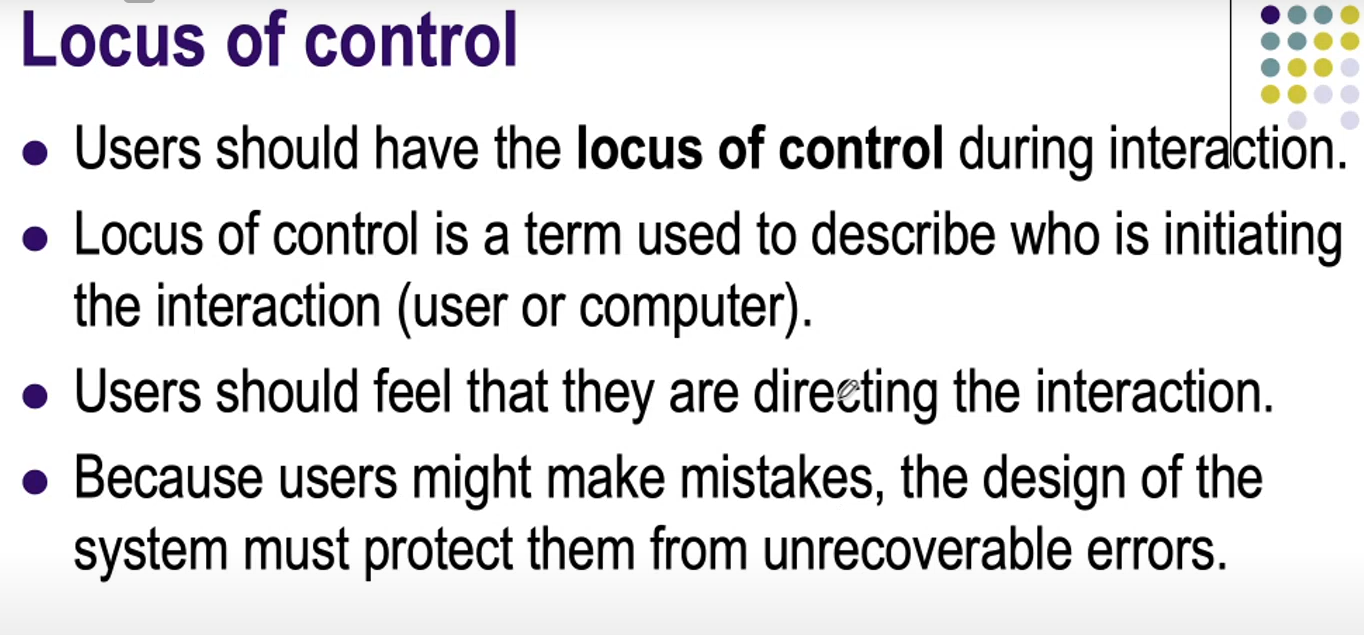 Locus of control
Users should have the locus of control during interaction.
Locus of control is a term used to describe who is initiating
the interaction (user or computer).
Users should feel that they are directing the interaction.
Because users might make mistakes, the design of the
system must protect them from unrecoverable errors.